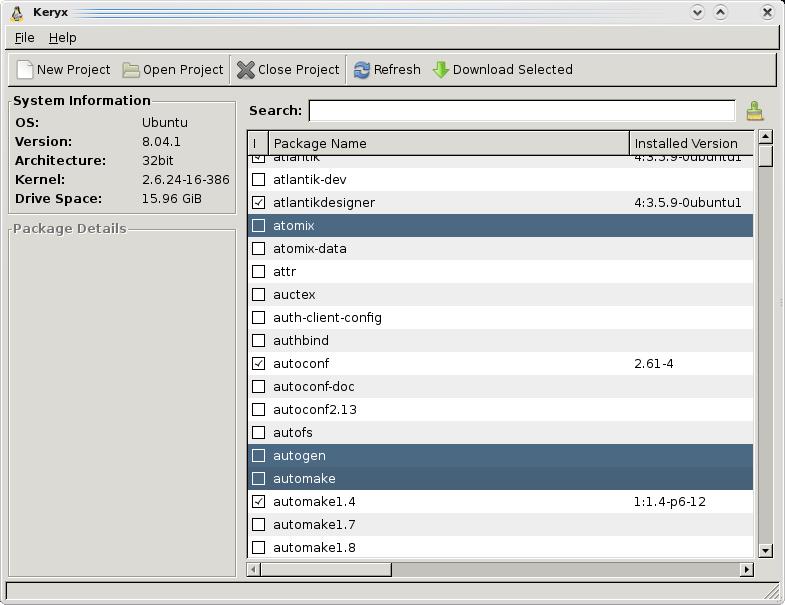 Keryx
File Help
New Project Open Project Close Project Refresh Download Selected
System Information
OS: Ubuntu
Version: 8.04.1
Architecture: 32bit
Kernel: 2.6.24-16-386
Drive Space: 15.96 GiB
Package Details
Search:
I Package Name Installed Version
atlantik 4:3.5.9-0ubuntu1
atlantik-dev
atlantikdesigner 4:3.5.9-0ubuntu1
atomix
atomix-data
attr
auctex
auth-client-config
authbind
autoconf 2.61-4
autoconf-doc
autoconf2.13
autofs
autogen
automake
automake1.4 1:1.4-p6-12
automake1.7
automake1.8